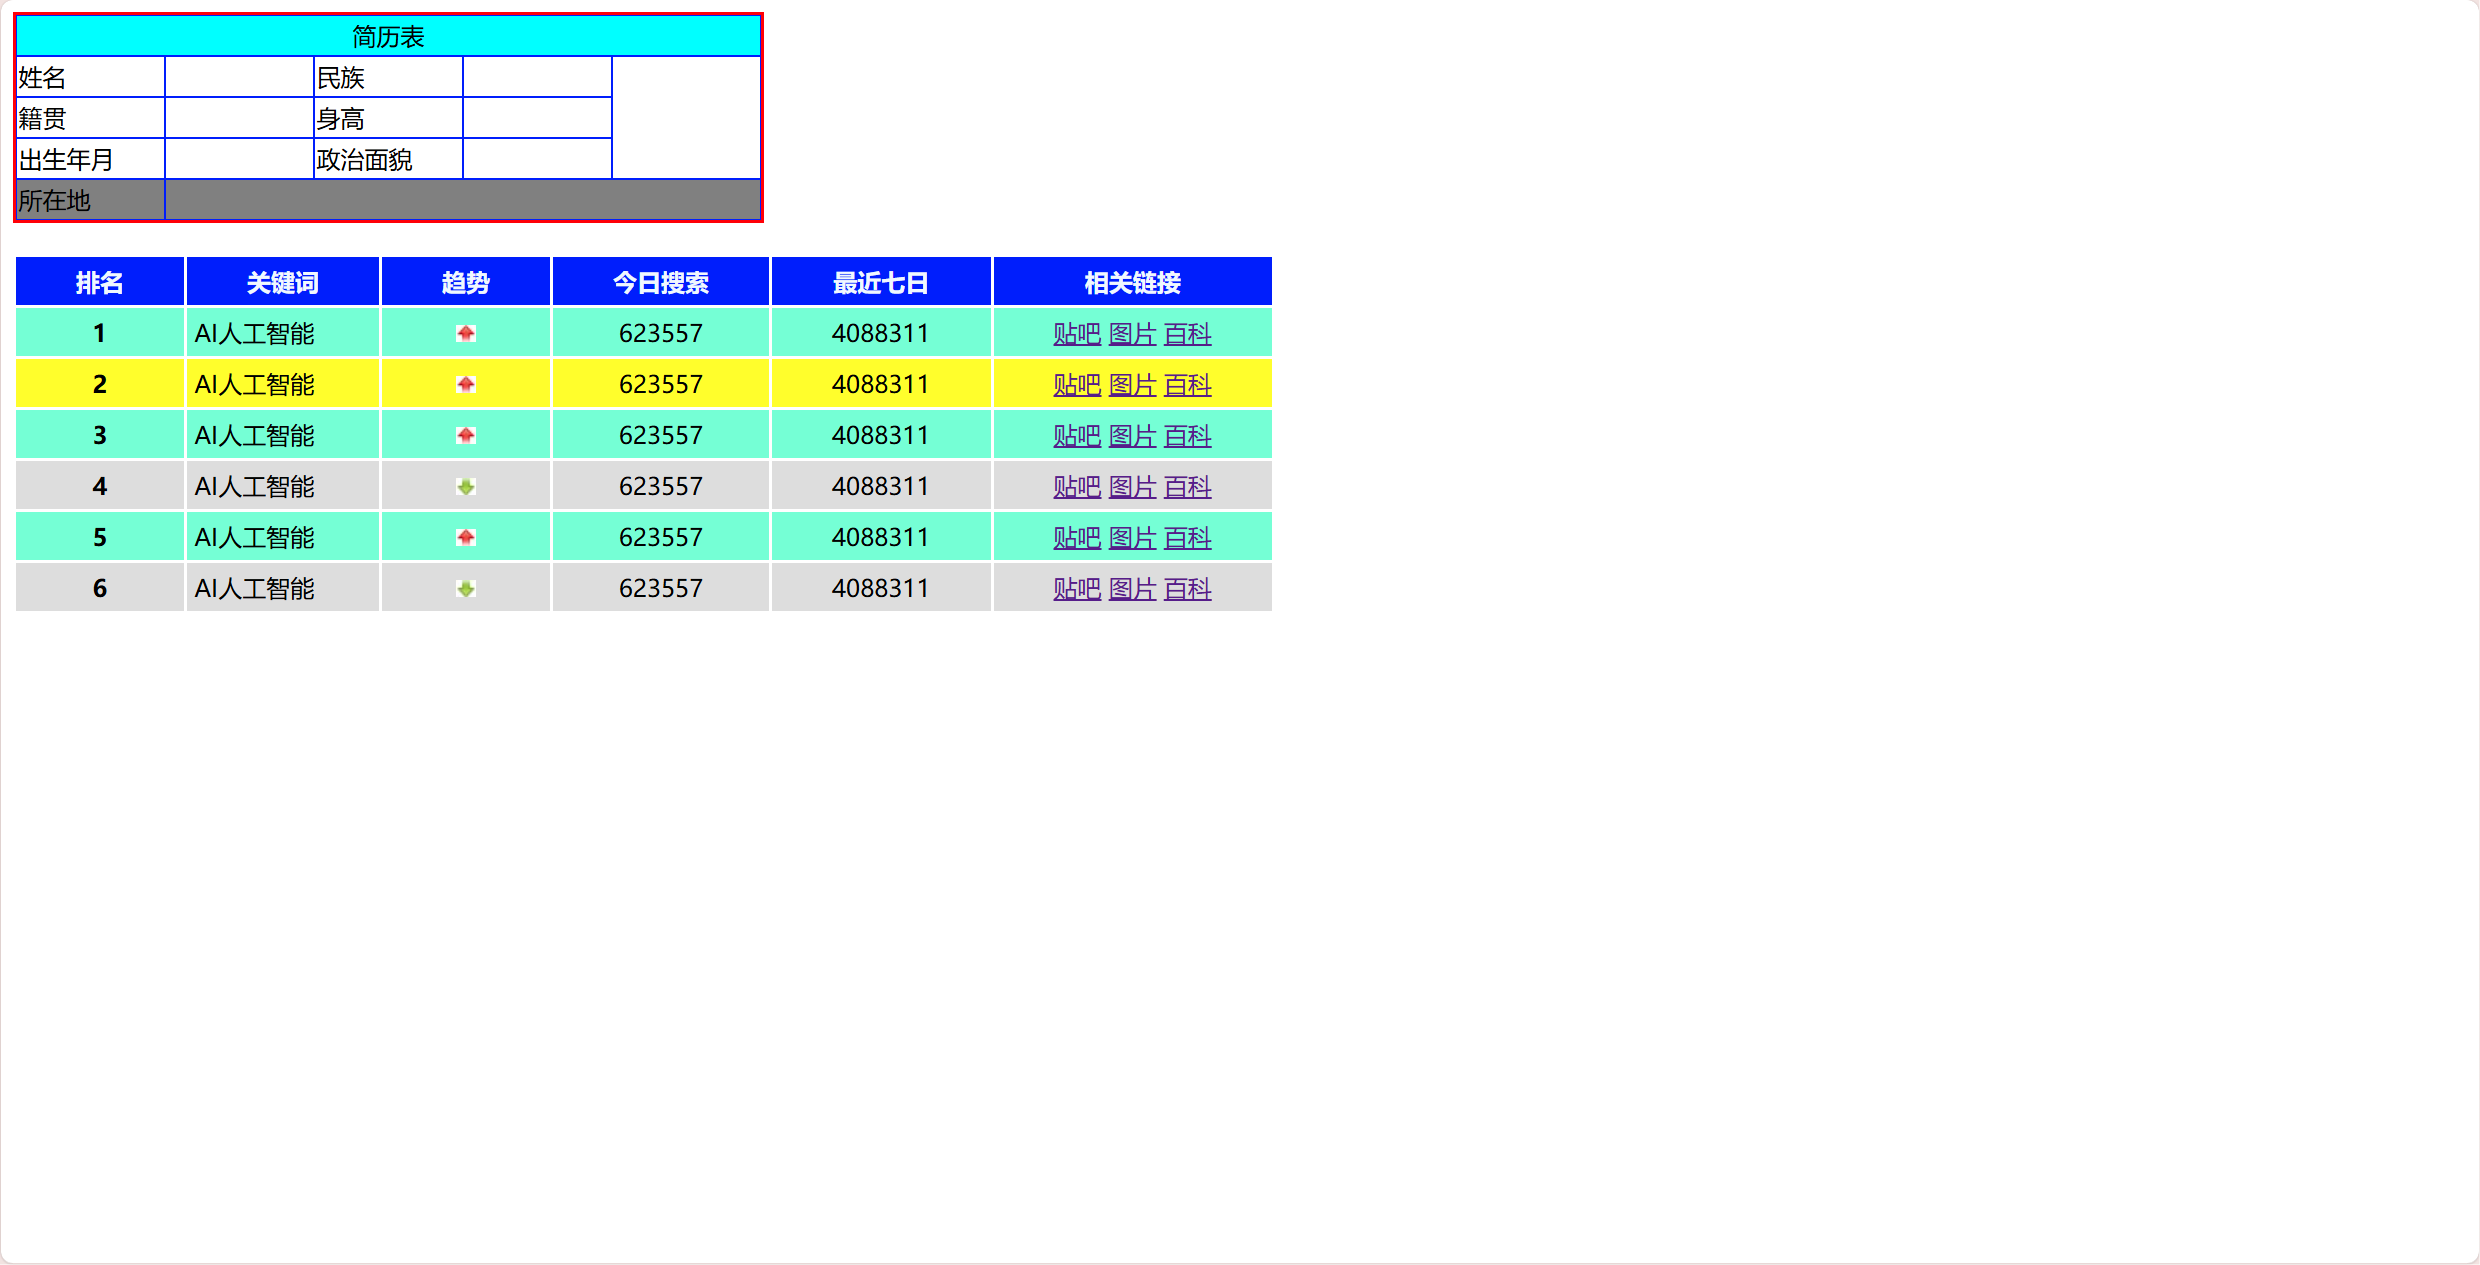 简历表
姓名 民族
籍贯 身高
出生年月 政治面貌
所在地
排名 关键词 趋势 今日搜索 最近七日 相关链接
1 AI人工智能 623557 4088311 贴吧 图片 百科
2 AI人工智能 623557 4088311 贴吧 图片 百科
3 AI人工智能 623557 4088311 贴吧 图片 百科
4 AI人工智能 623557 4088311 贴吧 图片 百科
5 AI人工智能 623557 4088311 贴吧 图片 百科
6 AI人工智能 623557 4088311 贴吧 图片 百科